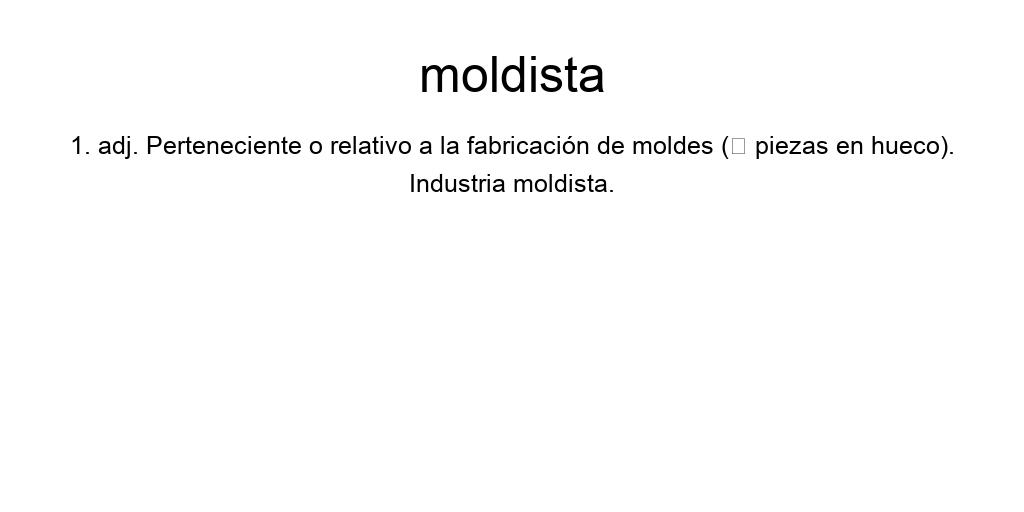 moldista
1. adj. Perteneciente o relativo a la fabricación de moldes (□ piezas en hueco).
Industria moldista.